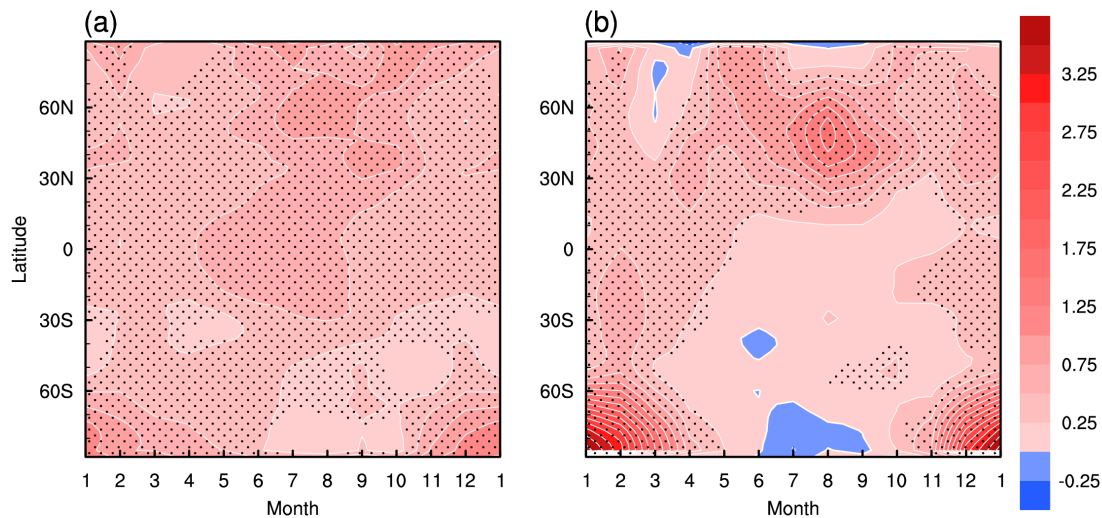 (a) (b)
60N 60N 3.25
2.75
30N 30N 2.25
Latitude 0 0 1.75
1.25
30S 30S
0.75
60S 60S
0.25
-0.25
1 2 3 4 5 6 7 8 9 10 11 12 1 1 2 3 4 5 6 7 8 9 10 11 12 1
Month Month